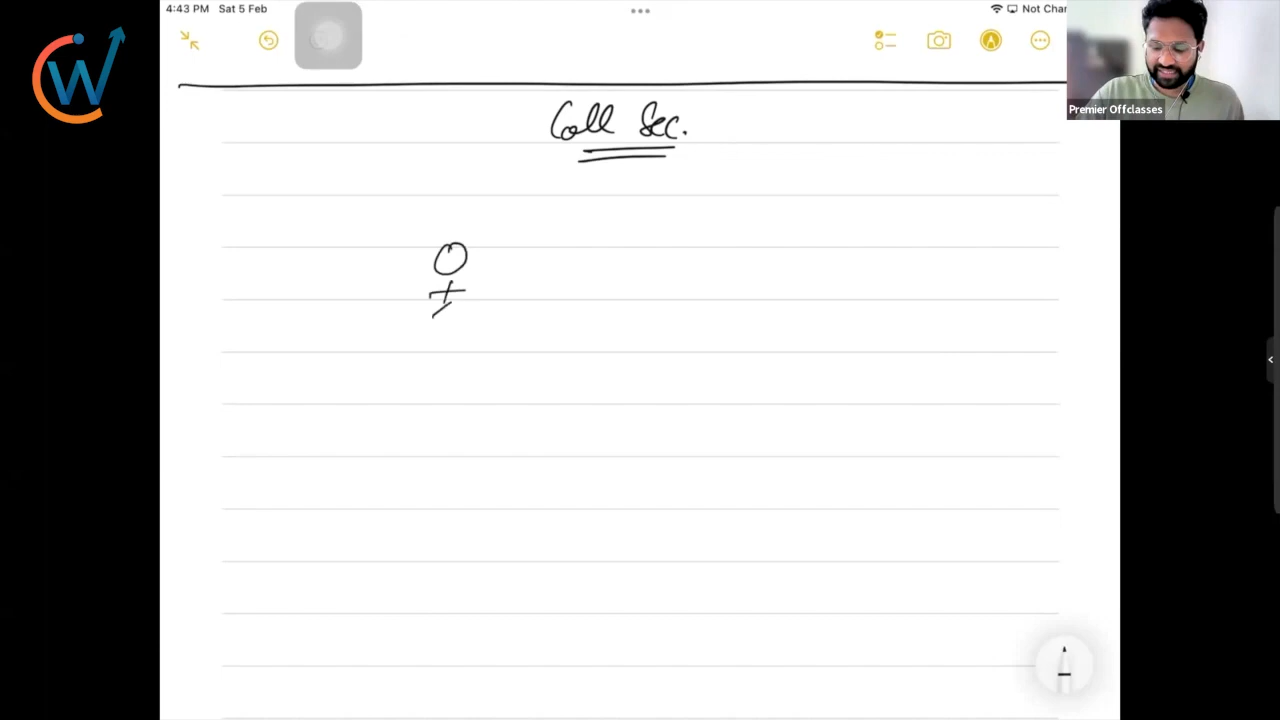 4:43 PM Sat 5 Feb
Not Char
Premier Offclasses
Coll Sec.